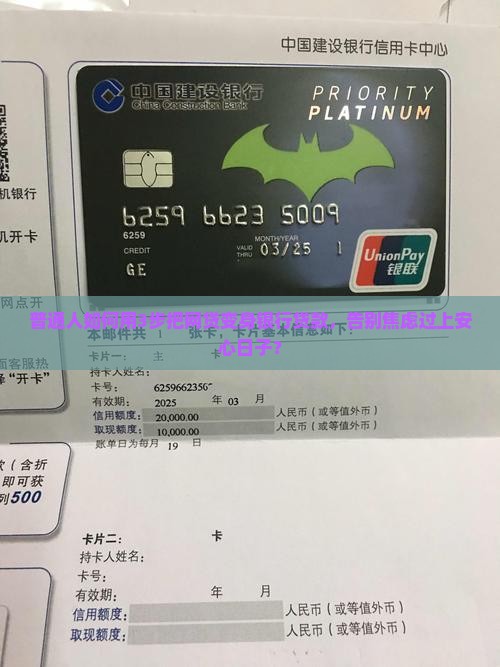 中国建设银行信用卡中心
中国建设银行
China Construction Bank
PRIORITY
PLATINUM
6259 6623 5009
6259
MONTH/YEAR
CREDIT
VALID THRU
03/25 1
GE
UnionPay
银联
机银行
机开卡
网点开
面客服热
择“开卡”
款（含折
即可获
列500
普通人如何用3步把网贷变身银行贷款，告别焦虑过上安
心日子？
本邮件共 1 张卡，卡片基本信息如下：
卡片一： 主 卡
持卡人姓名：
卡号： 6259662350
有效期： 2025 年 03 月
信用额度： 20,000.00 人民币（或等值外币）
取现额度： 10,000.00 人民币（或等值外币）
账单日为每月 19 日
卡片二： 卡
持卡人姓名：
卡号：
有效期： 年 月
信用额度： 人民币（或等值外币）
取现额度： 人民币（或等值外币）